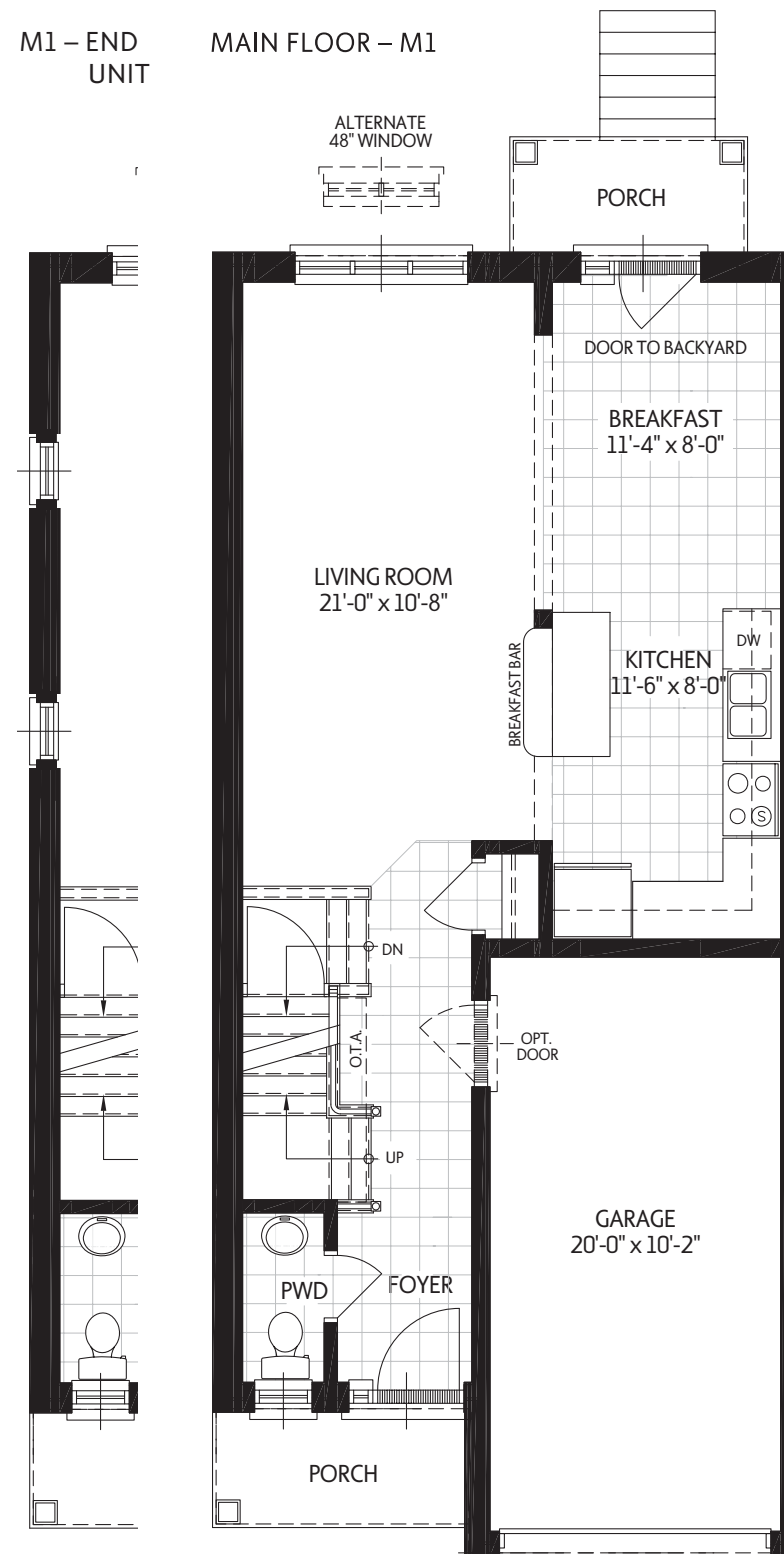 M1 – END
UNIT
MAIN FLOOR – M1
ALTERNATE
48" WINDOW
PORCH
DOOR TO BACKYARD
BREAKFAST
11'-4" x 8'-0"
LIVING ROOM
21'-0" x 10'-8"
BREAKFAST BAR
KITCHEN
11'-6" x 8'-0"
DW
S
DN
O.T.A.
OPT.
DOOR
UP
GARAGE
20'-0" x 10'-2"
PWD
FOYER
PORCH